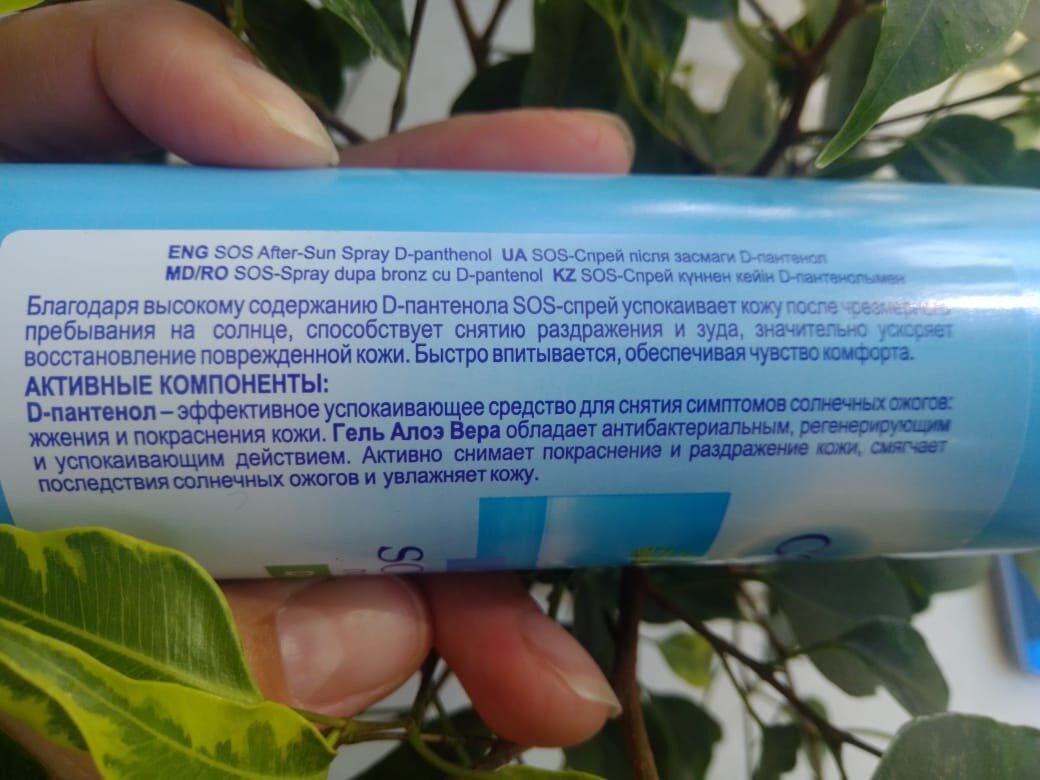 ENG SOS After-Sun Spray D-panthenol UA SOS-Спрей після засмаги D-пантенол
MD/RO SOS-Spray dupa bronz cu D-pantenol KZ SOS-Спрей күннен кейін D-пантенолымен
Благодаря высокому содержанию D-пантенола SOS-спрей успокаивает кожу после чрезмерного
пребывания на солнце, способствует снятию раздражения и зуда, значительно ускоряет
восстановление поврежденной кожи. Быстро впитывается, обеспечивая чувство комфорта.
АКТИВНЫЕ КОМПОНЕНТЫ:
D-пантенол – эффективное успокаивающее средство для снятия симптомов солнечных ожогов:
жжения и покраснения кожи. Гель Алоэ Вера обладает антибактериальным, регенерирующим
и успокаивающим действием. Активно снимает покраснение и раздражение кожи, смягчает
последствия солнечных ожогов и увлажняет кожу.